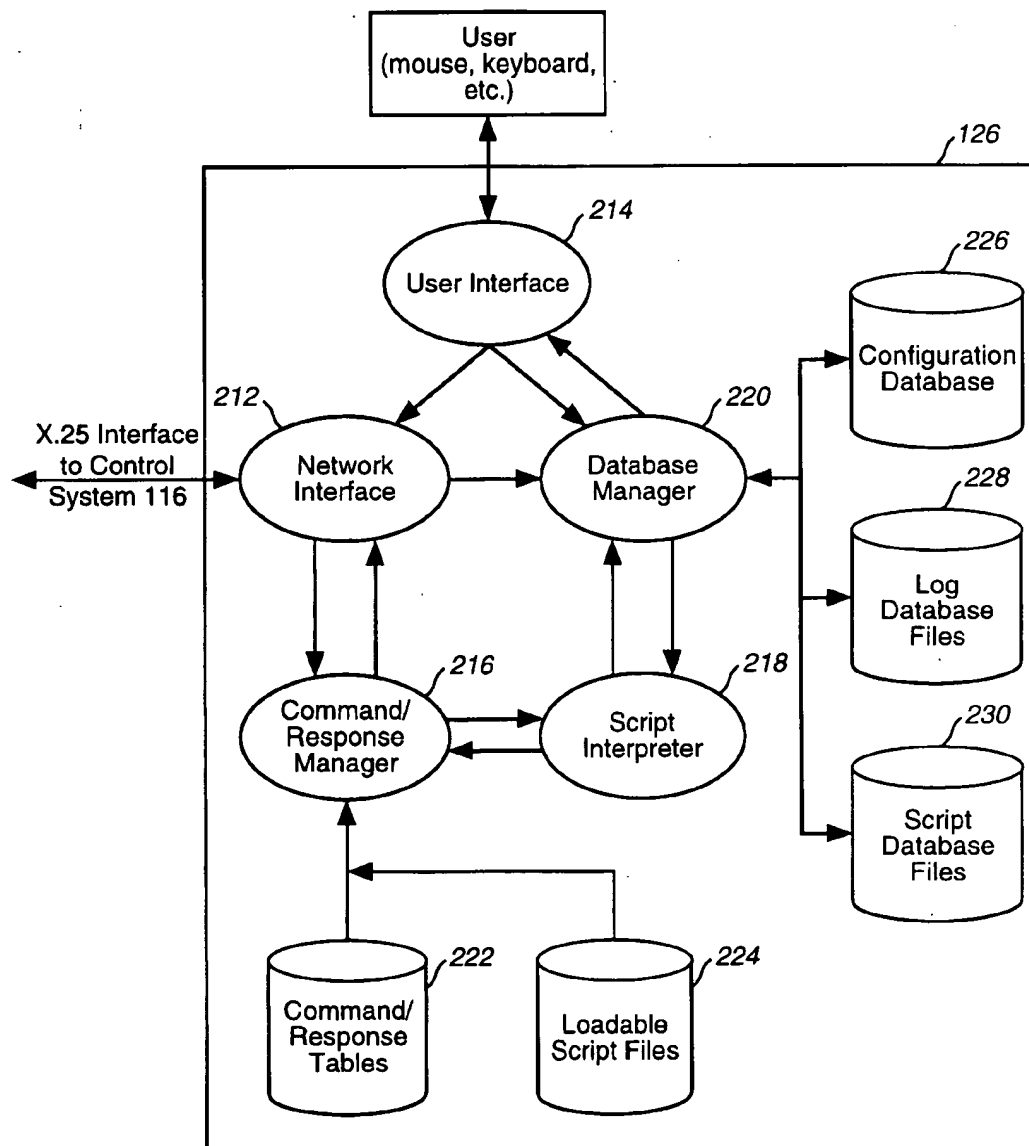 User
(mouse, keyboard,
etc.)
126
214
User Interface
226
Configuration
Database
212
220
X.25 Interface
to Control
System 116
Network
Interface
Database
Manager
228
Log
Database
Files
216
218
Command/
Response
Manager
Script
Interpreter
230
Script
Database
Files
222
224
Command/
Response
Tables
Loadable
Script Files